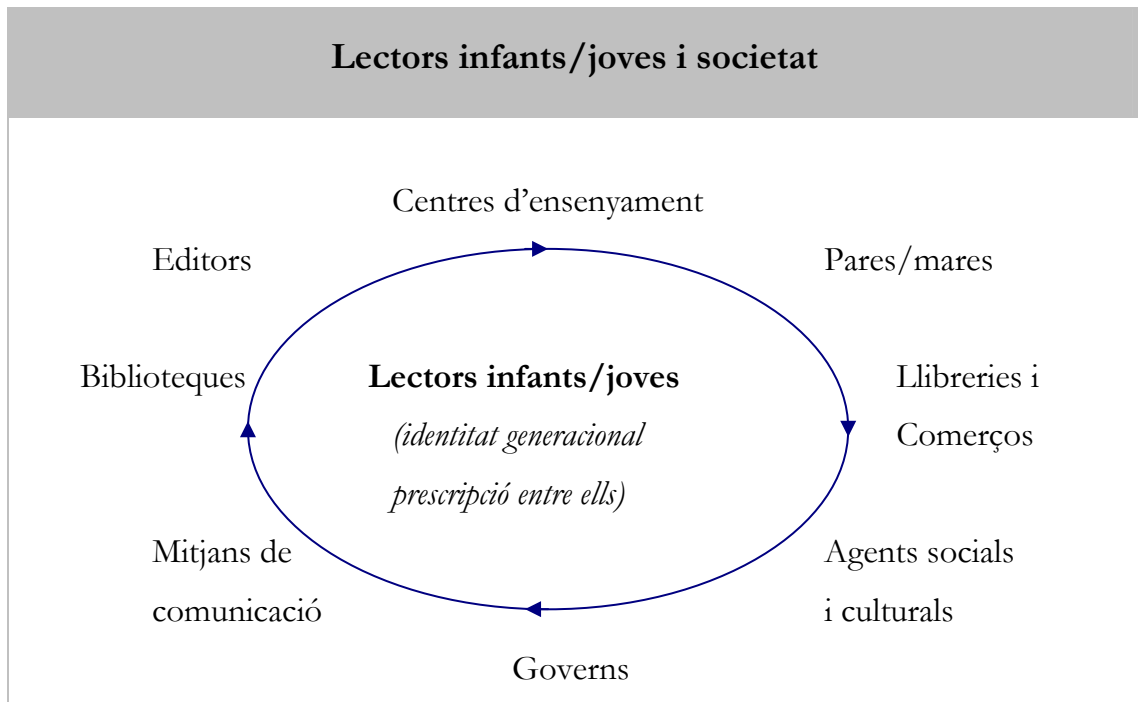 Lectors infants/joves i societat
Centres d’ensenyament
Editors
Pares/mares
Biblioteques
Lectors infants/joves
(identitat generacional
prescripció entre ells)
Llibreries i
Comerços
Mitjans de
comunicació
Agents socials
i culturals
Governs